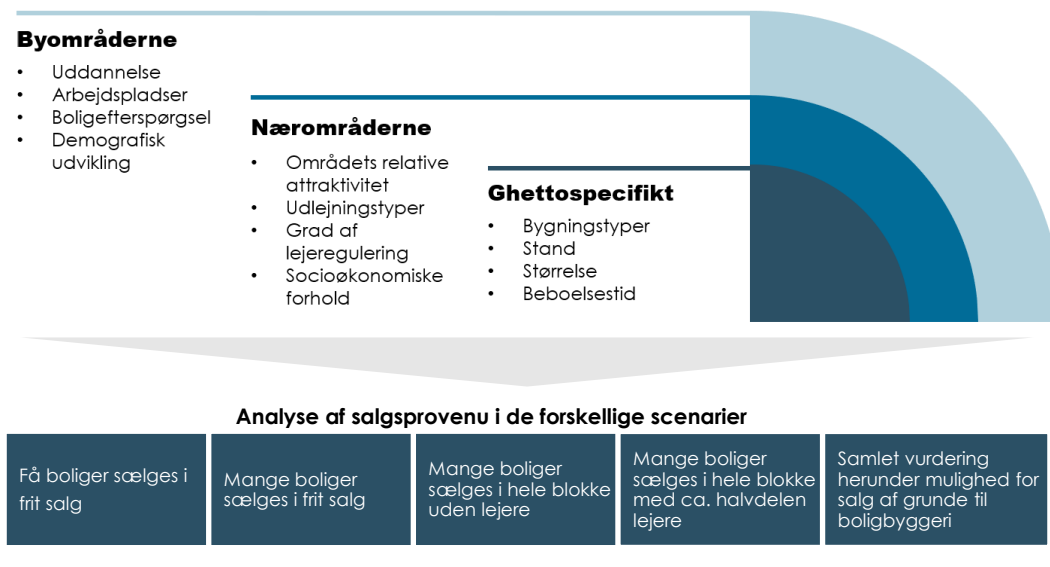 Byområderne
• Uddannelse
• Arbejdspladser
• Boligefterspørgsel
• Demografisk
udvikling
Nærområderne
• Områdets relative
attraktivitet
• Udlejningstyper
• Grad af
lejeregulering
• Socioøkonomiske
forhold
Ghettospecifikt
• Bygningstyper
• Stand
• Størrelse
• Beboelsestid
Analyse af salgsprovenu i de forskellige scenarier
Få boliger sælges i
frit salg
Mange boliger
sælges i frit salg
Mange boliger
sælges i hele blokke
uden lejere
Mange boliger
sælges i hele blokke
med ca. halvdelen
lejere
Samlet vurdering
herunder mulighed for
salg af grunde til
boligbyggeri